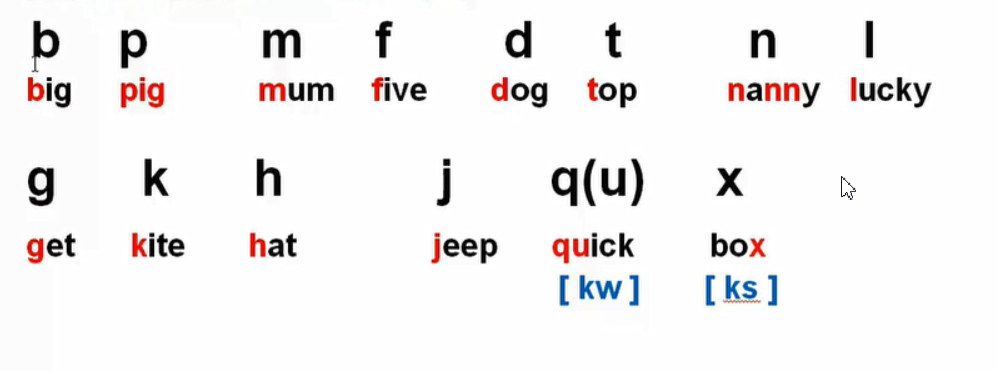 b p m f d t n l
big pig mum five dog top nanny lucky
g k h j q(u) x
get kite hat jeep quick box
[ kw ] [ ks ]